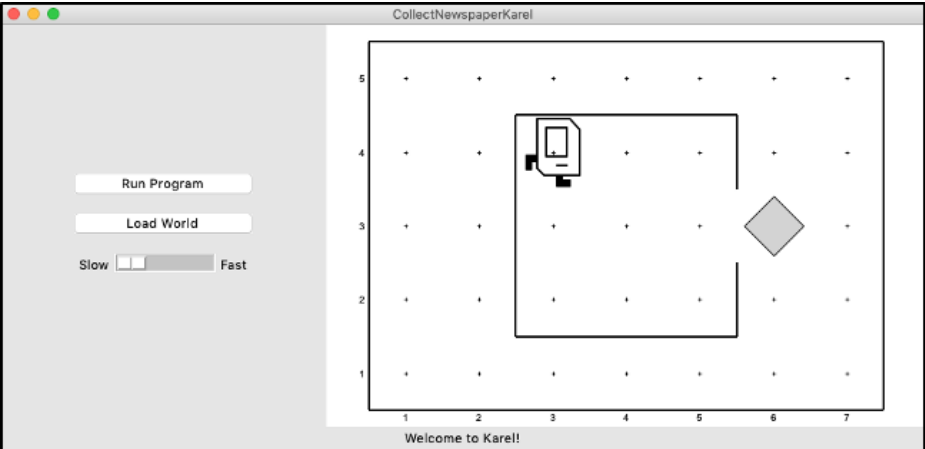 CollectNewspaperKarel
Run Program
Load World
Slow Fast
5
4
3
2
1
1 2 3 4 5 6 7
Welcome to Karel!